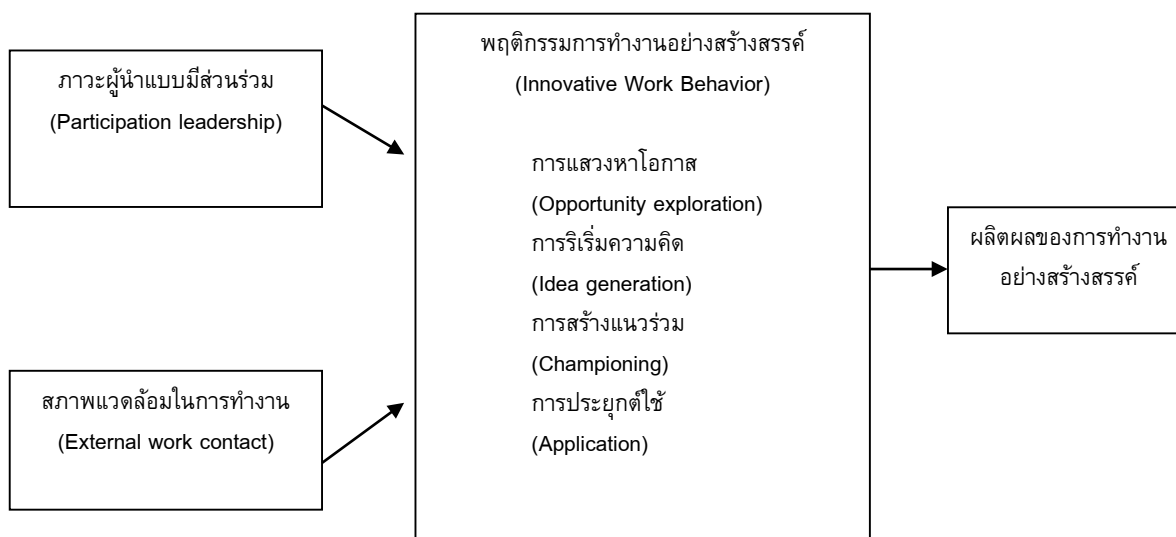 ภาวะผู้นำแบบมีส่วนร่วม
(Participation leadership)
สภาพแวดล้อมในการทำงาน
(External work contact)
พฤติกรรมการทำงานอย่างสร้างสรรค์
(Innovative Work Behavior)
การแสวงหาโอกาส
(Opportunity exploration)
การริเริ่มความคิด
(Idea generation)
การสร้างแนวร่วม
(Championing)
การประยุกต์ใช้
(Application)
ผลิตผลของการทำงาน
อย่างสร้างสรรค์